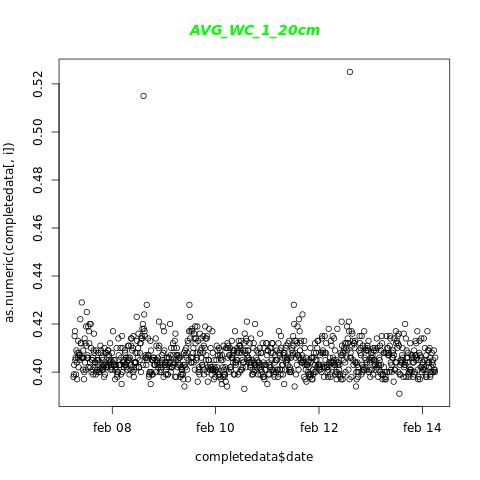 AVG_WC_1_20cm
as.numeric(completedata[, i])
0.52
0.50
0.48
0.46
0.44
0.42
0.40
feb 08 feb 10 feb 12 feb 14
completedata$date